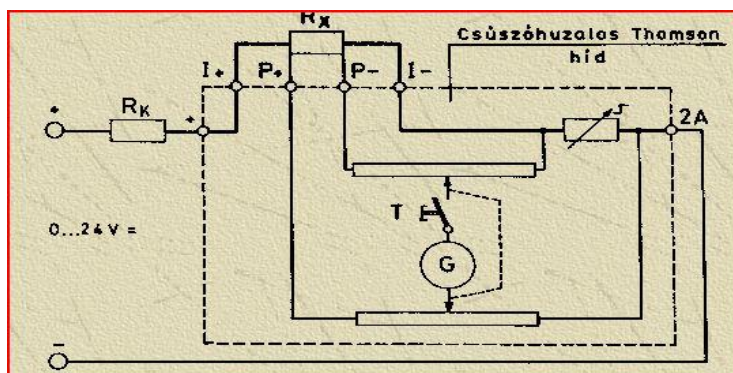 Rx
Csúszóhuzalos Thomson
híd
I+
P+
P-
I-
+
RK
+
2A
T
0...24V=
G
-